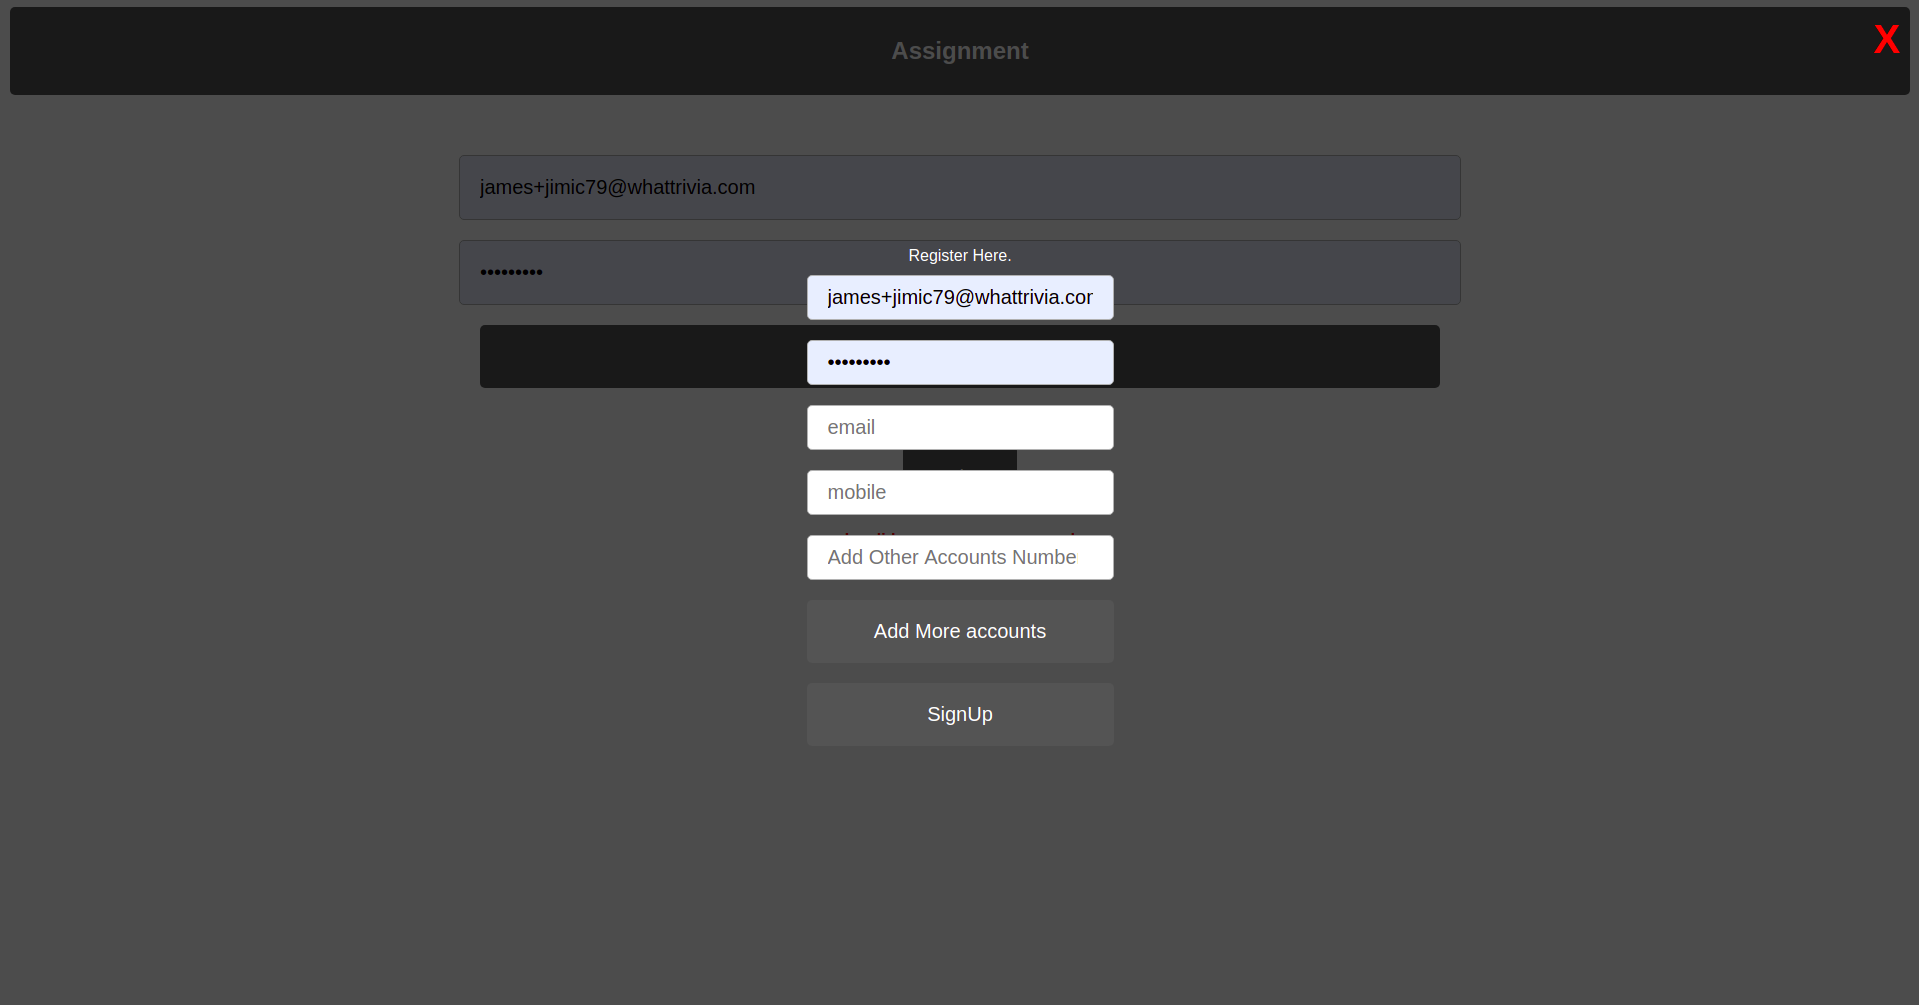 Assignment
X
james+jimic79@whattrivia.com
•••••••••
Register Here.
james+jimic79@whattrivia.cor
•••••••••
email
mobile
Add Other Accounts Numbe
Add More accounts
SignUp